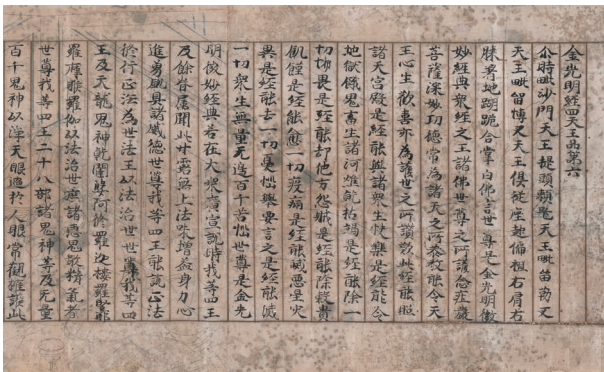 金光明經四天王品第六
尒時毗沙門天王提頭賴吒天王毗留勒叉
天王毗留博叉天王俱從座起偏袒右肩右
膝著地胡跪合掌白佛言世尊是金光明微
妙經典衆經之王諸佛世尊之所護念莊嚴
菩薩深妙功德常為諸天之所恭敬能令天
王心生歡喜亦為護世之所讚歎此經能照
諸天宮殿是經能與諸衆生快樂是經能令
地獄餓鬼畜生諸河燋乾枯竭是經能除一
切怖畏是經能却他方怨賊是經能除穀貴
飢饉是經能愈一切疫病是經能滅惡星火
異是經能去一切憂惱舉要言之是經能滅
一切衆生無量无邊百千苦惱世尊是金光
明微妙經典若在大衆廣宣說時我等四王
及餘眷屬聞此甘露無上法味增益身力心
進勇銳具諸威德世尊我等四王能說正法
修行正法為世法王以法治世世尊我等四
王及天龍鬼神乾闥婆阿修羅迦樓羅緊那
羅摩睺羅伽以法治世遮諸惡鬼噉精氣者
世尊我等四王二十八部諸鬼神等及无量
百千鬼神以淨天眼過於人眼常觀擁護此